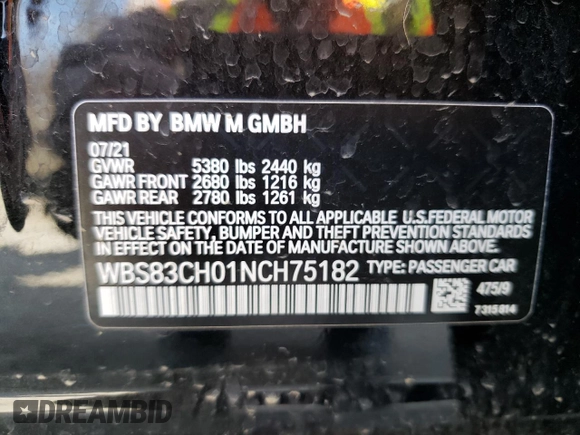 MFD BY BMW M GMBH
07/21
GVWR 5380 lbs 2440 kg
GAWR FRONT 2680 lbs 1216 kg
GAWR REAR 2780 lbs 1261 kg
THIS VEHICLE CONFORMS TO ALL APPLICABLE U.S.FEDERAL MOTOR
VEHICLE SAFETY, BUMPER AND THEFT PREVENTION STANDARDS
IN EFFECT ON THE DATE OF MANUFACTURE SHOWN ABOVE.
WBS83CH01NCH75182 TYPE: PASSENGER CAR
475/9
7315814
DREAMBID